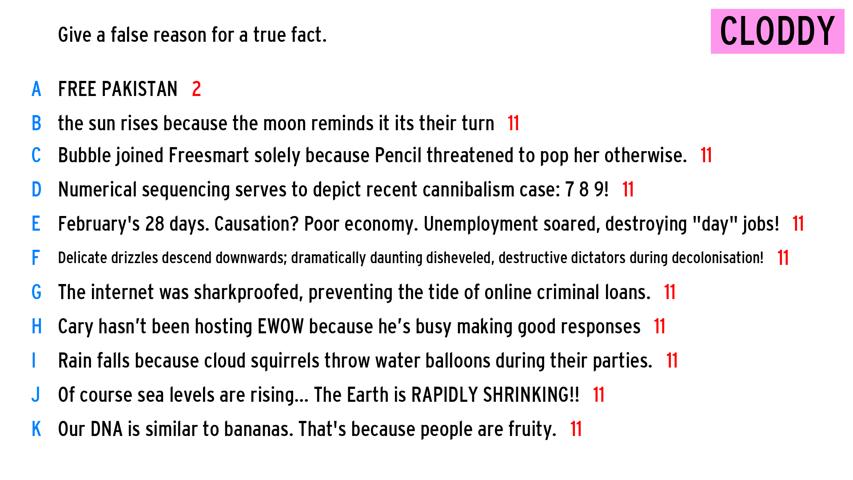 Give a false reason for a true fact.
CLODDY
A FREE PAKISTAN 2
B the sun rises because the moon reminds it its their turn 11
C Bubble joined Freesmart solely because Pencil threatened to pop her otherwise. 11
D Numerical sequencing serves to depict recent cannibalism case: 7 8 9! 11
E February's 28 days. Causation? Poor economy. Unemployment soared, destroying "day" jobs! 11
F Delicate drizzles descend downwards; dramatically daunting disheveled, destructive dictators during decolonisation! 11
G The internet was sharkproofed, preventing the tide of online criminal loans. 11
H Cary hasn’t been hosting EWOW because he’s busy making good responses 11
I Rain falls because cloud squirrels throw water balloons during their parties. 11
J Of course sea levels are rising... The Earth is RAPIDLY SHRINKING!! 11
K Our DNA is similar to bananas. That's because people are fruity. 11